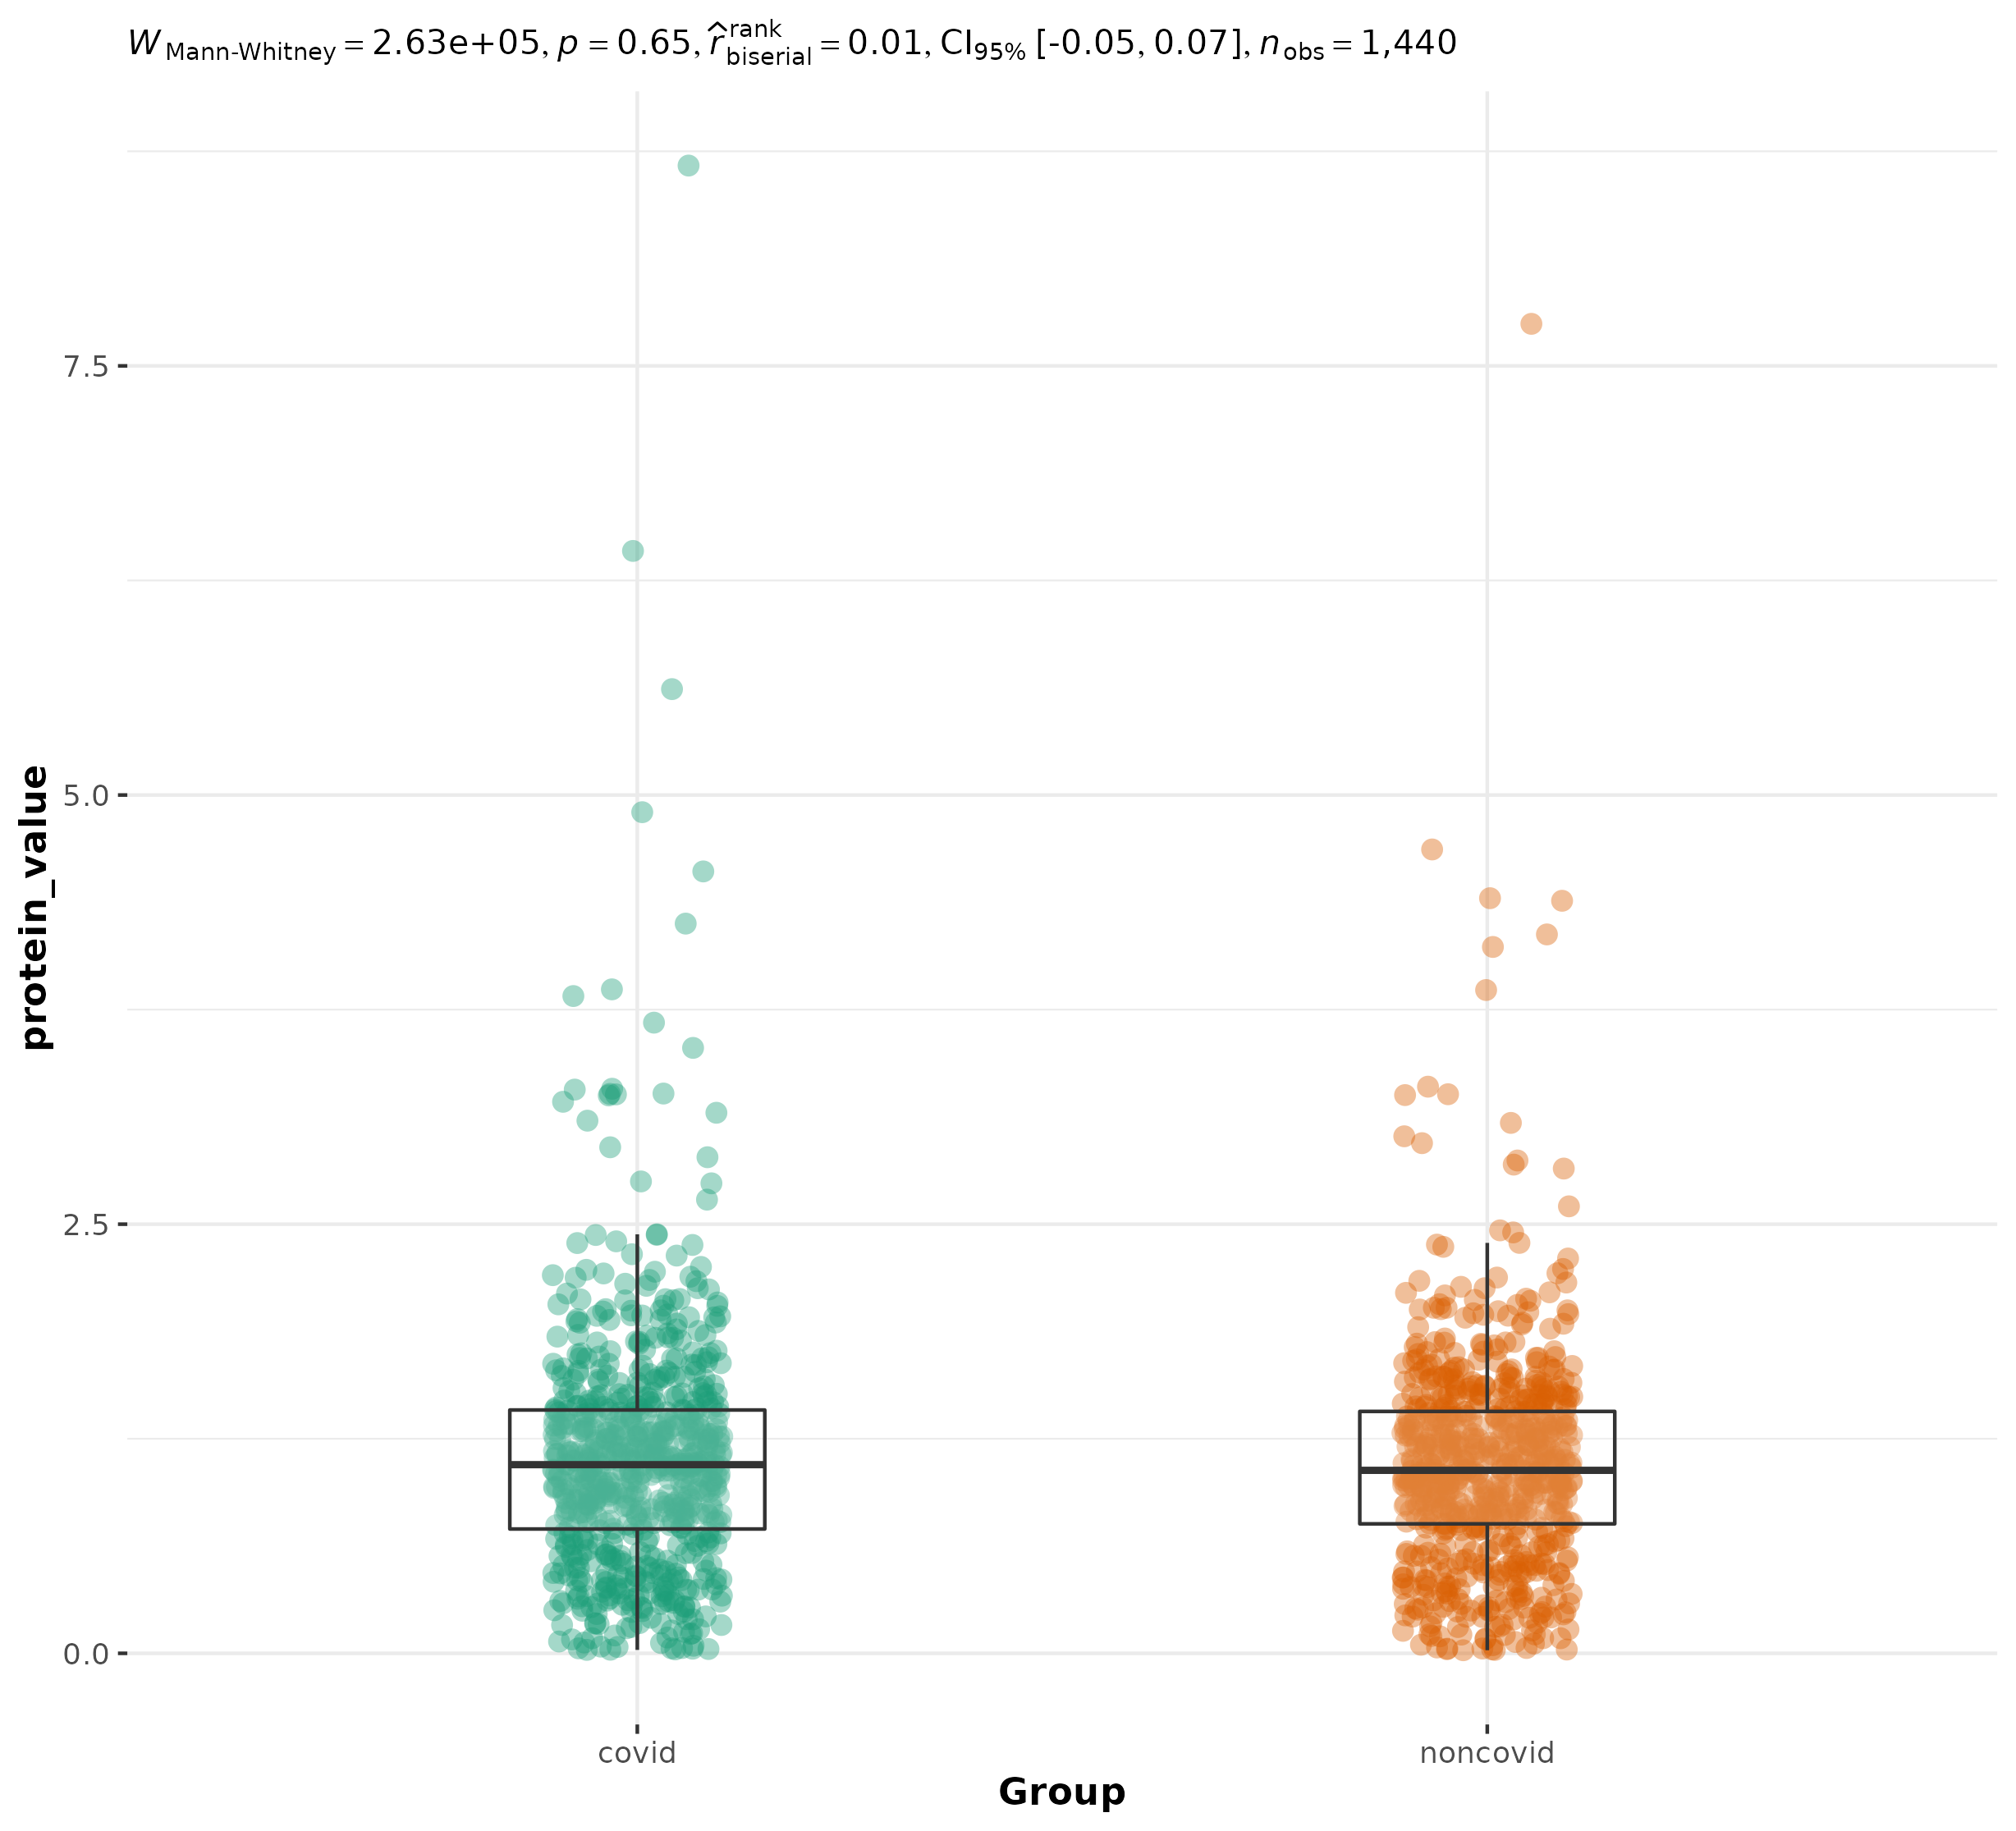 W Mann-Whitney = 2.63e+05, p = 0.65, r̂ rank biserial = 0.01, CI95% [-0.05, 0.07], nobs = 1,440
7.5
5.0
2.5
0.0
protein_value
covid noncovid
Group